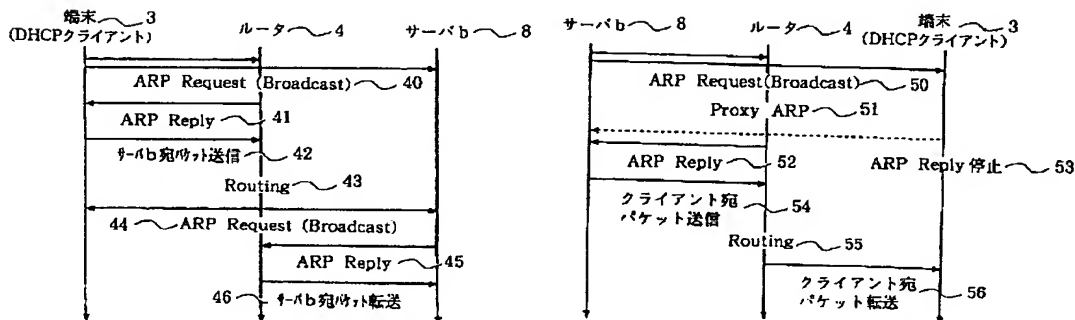 端末 3
(DHCPクライアント)
ルータ 4
サーバb 8
ARP Request (Broadcast) 40
ARP Reply 41
サーバb宛パケット送信 42
Routing 43
44 ARP Request (Broadcast)
ARP Reply 45
46 サーバb宛パケット転送
サーバb 8
ルータ 4
端末 3
(DHCPクライアント)
ARP Request(Broadcast) 50
Proxy ARP 51
ARP Reply 52
ARP Reply 停止 53
クライアント宛
パケット送信 54
Routing 55
クライアント宛
パケット転送 56